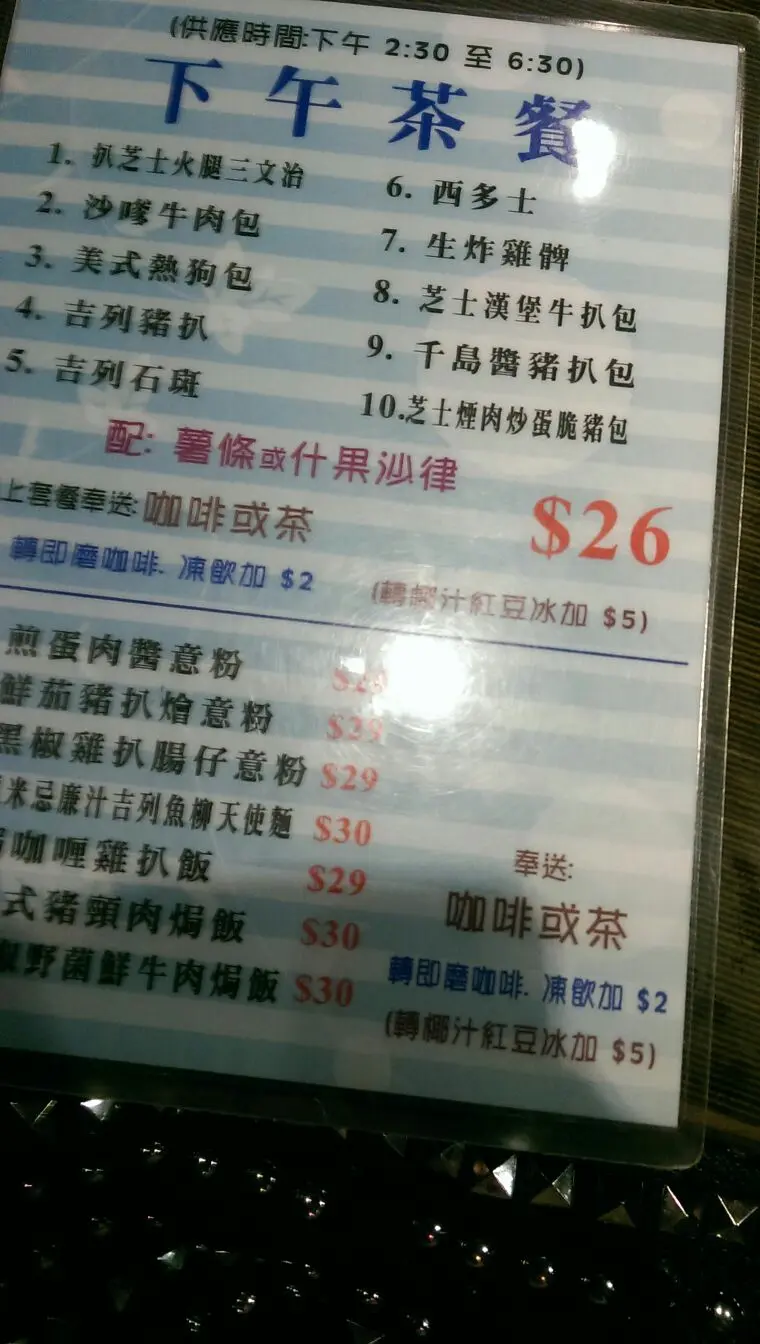 (供應時間:下午 2:30 至 6:30)
下午茶餐
1. 扒芝士火腿三文治
2. 沙嗲牛肉包
3. 美式熱狗包
4. 吉列豬扒
5. 吉列石斑
6. 西多士
7. 生炸雞髀
8. 芝士漢堡牛扒包
9. 千島醬豬扒包
10.芝士煙肉炒蛋脆豬包
配: 薯條或什果沙律
上套餐奉送:咖啡或茶
$26
轉即磨咖啡. 凍飲加 $2
(轉椰汁紅豆冰加 $5)
煎蛋肉醬意粉
鮮茄豬扒燴意粉 $29
黑椒雞扒腸仔意粉 $29
米忌廉汁吉列魚柳天使麵 $30
咖喱雞扒飯 $29
式豬頸肉焗飯 $30
野菌鮮牛肉焗飯 $30
奉送:
咖啡或茶
轉即磨咖啡. 凍飲加 $2
(轉椰汁紅豆冰加 $5)